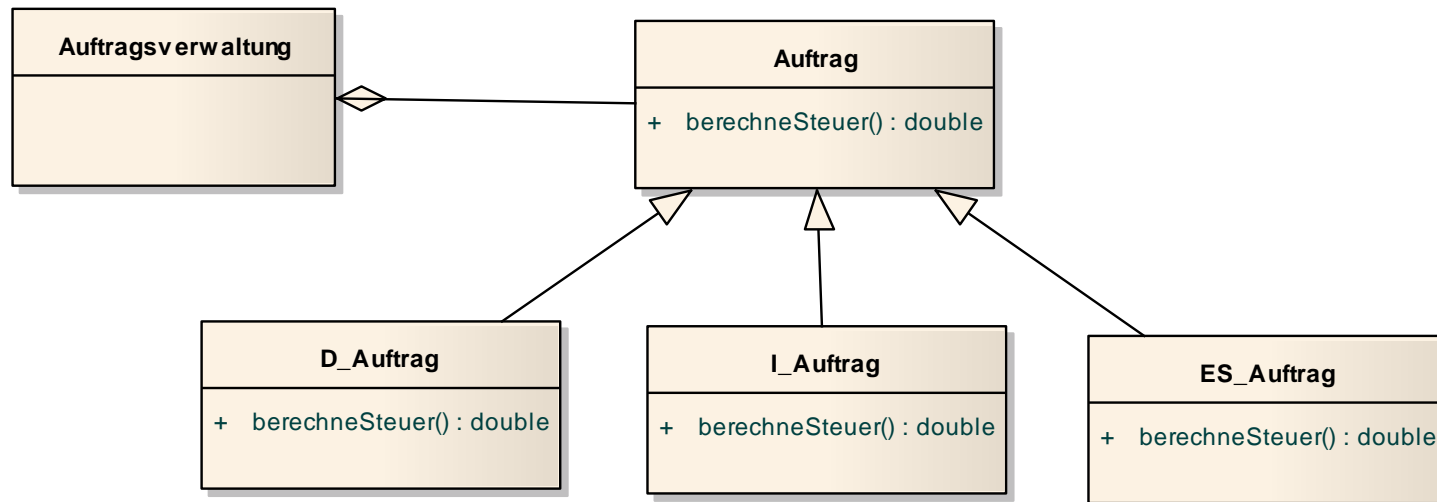 Auftragsverwaltung
Auftrag
+ berechneSteuer() : double
D_Auftrag
+ berechneSteuer() : double
I_Auftrag
+ berechneSteuer() : double
ES_Auftrag
+ berechneSteuer() : double